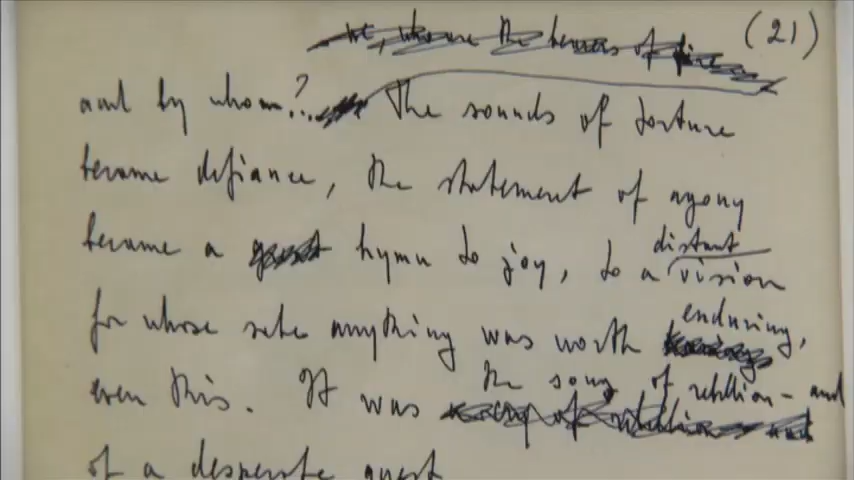 (21)
and by whom? The sounds of torture
became defiance, the statement of agony
became a hymn to joy, to a distant vision
for whose sake anything was worth enduring,
even this. It was the song of rebellion – and
of a desperate quest